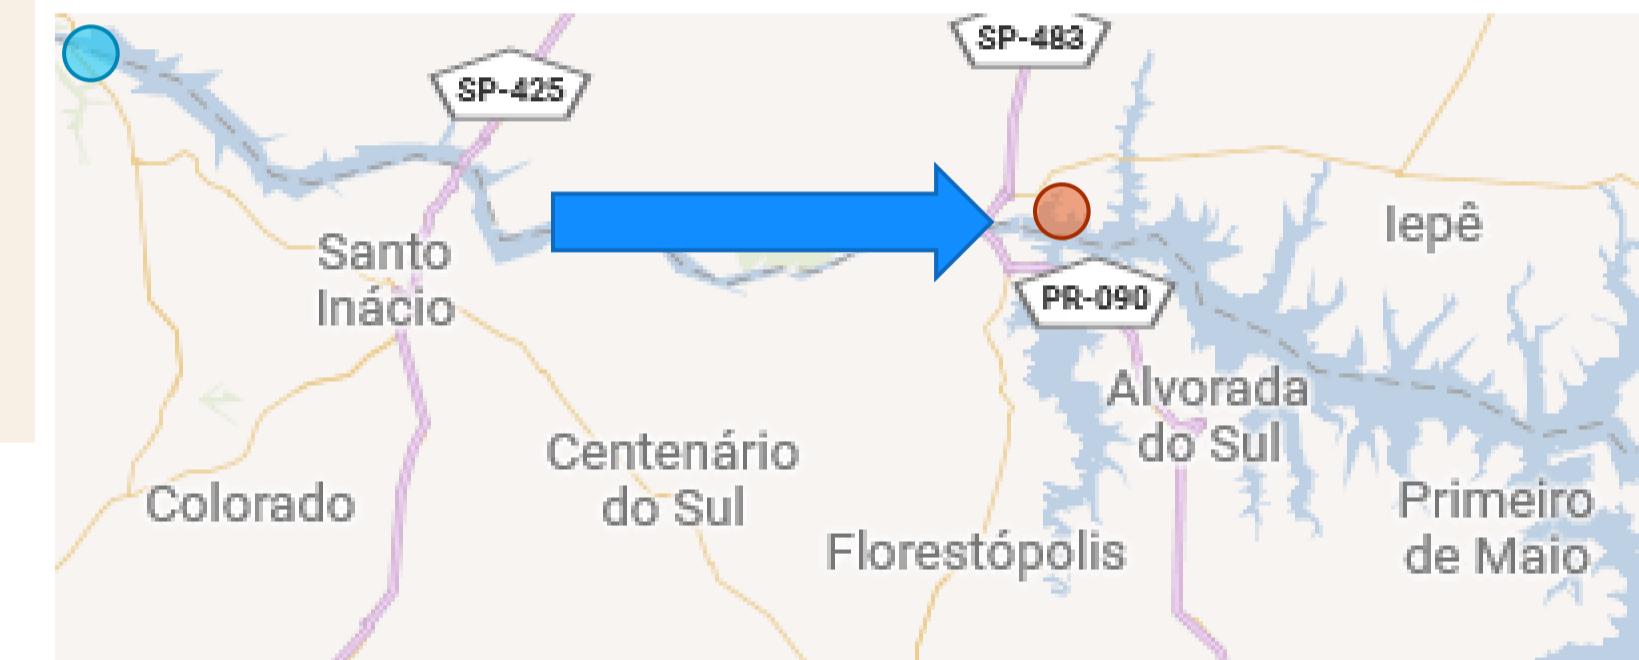 SP-483
SP-425
Iepê
Santo
Inácio
PR-090
Alvorada
do Sul
Centenário
do Sul
Colorado
Primeiro
de Maio
Florestópolis